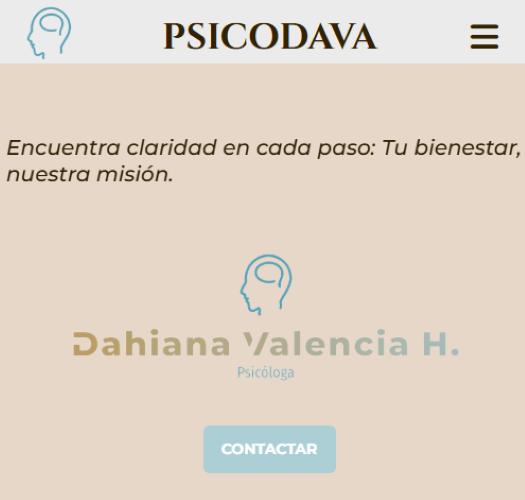 PSICODAVA
Encuentra claridad en cada paso: Tu bienestar,
nuestra misión.
Dahiana Valencia H.
Psicóloga
CONTACTAR